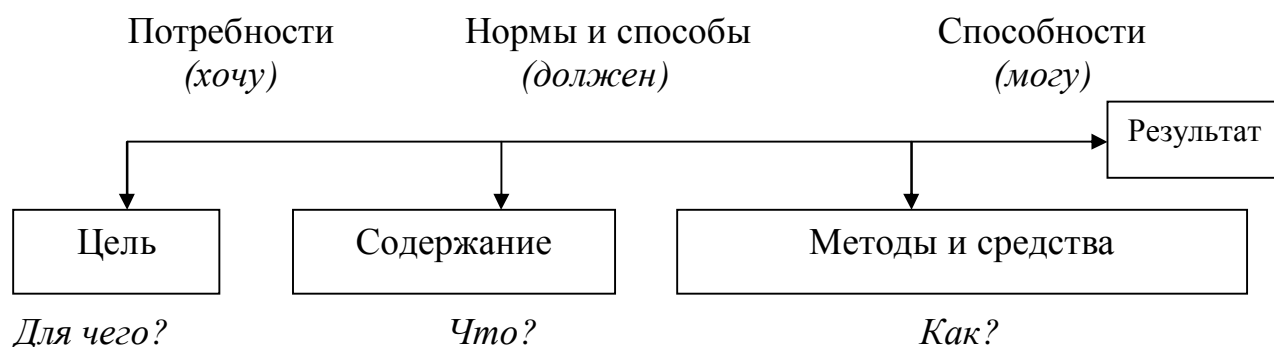 Потребности Нормы и способы Способности
(хочу) (должен) (могу)
Результат
Цель Содержание Методы и средства
Для чего? Что? Как?